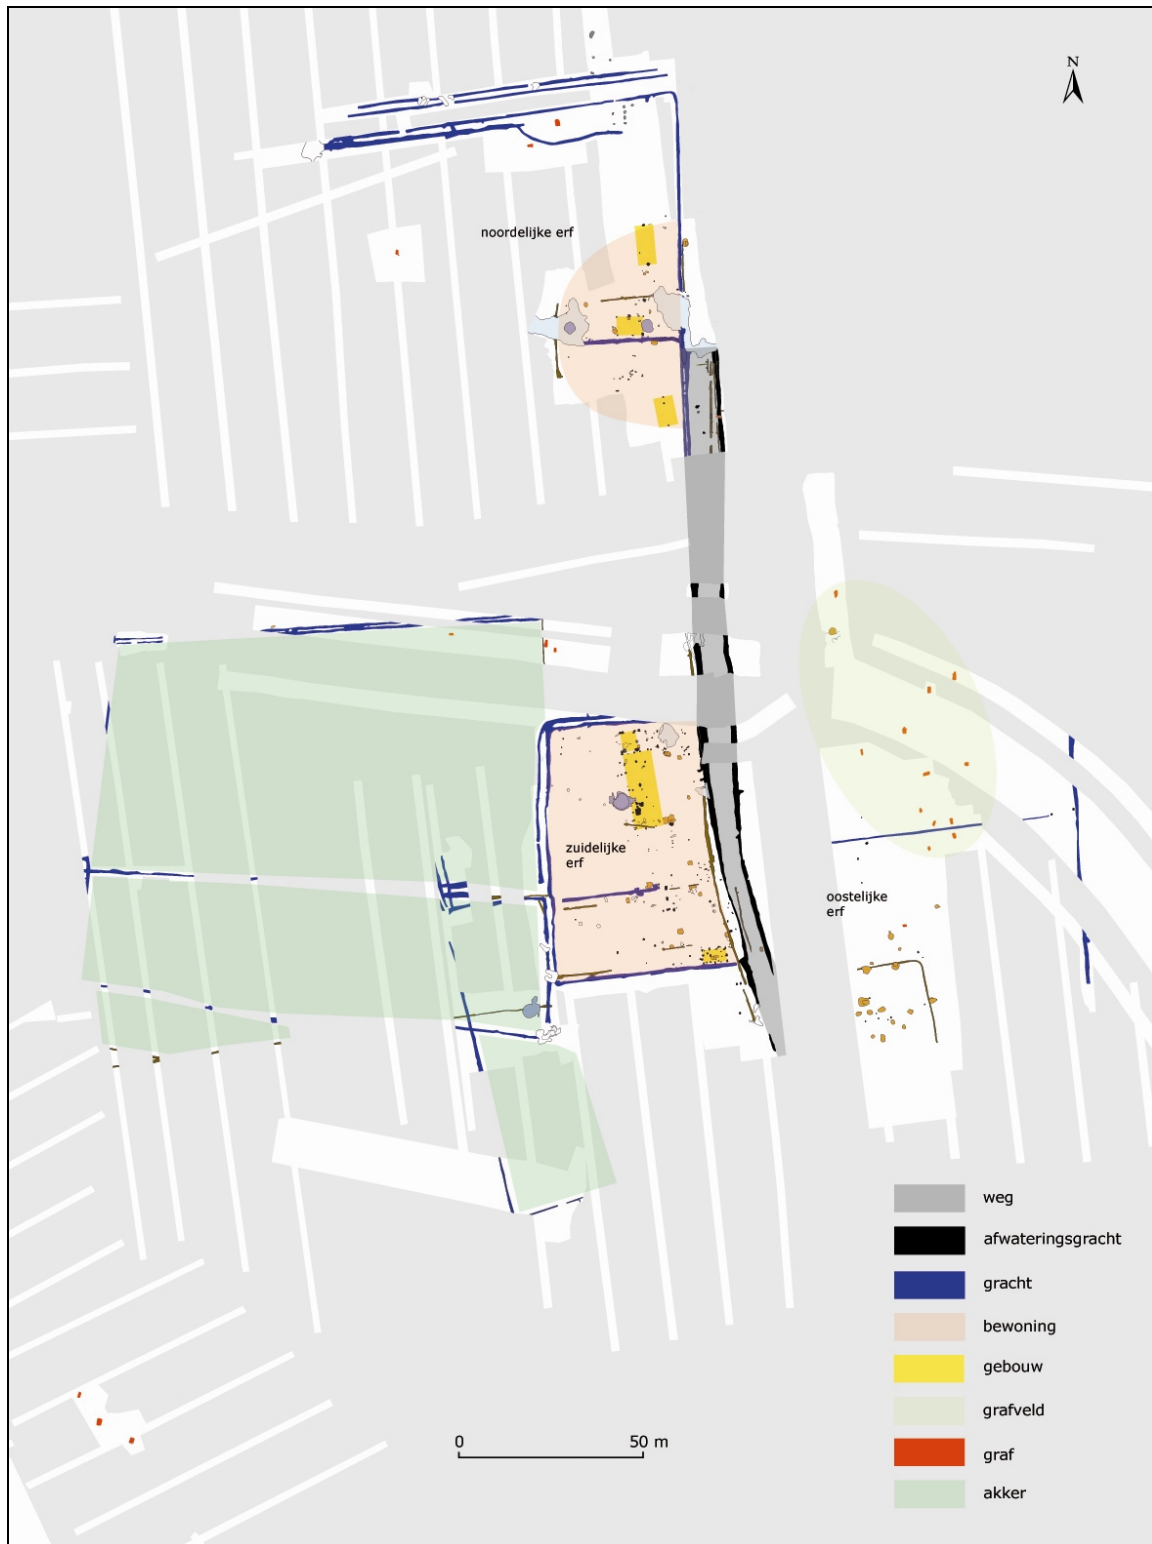 N
noordelijke erf
zuidelijke
erf
oostelijke
erf
weg
afwateringsgracht
gracht
bewoning
gebouw
grafveld
graf
akker
0 50 m